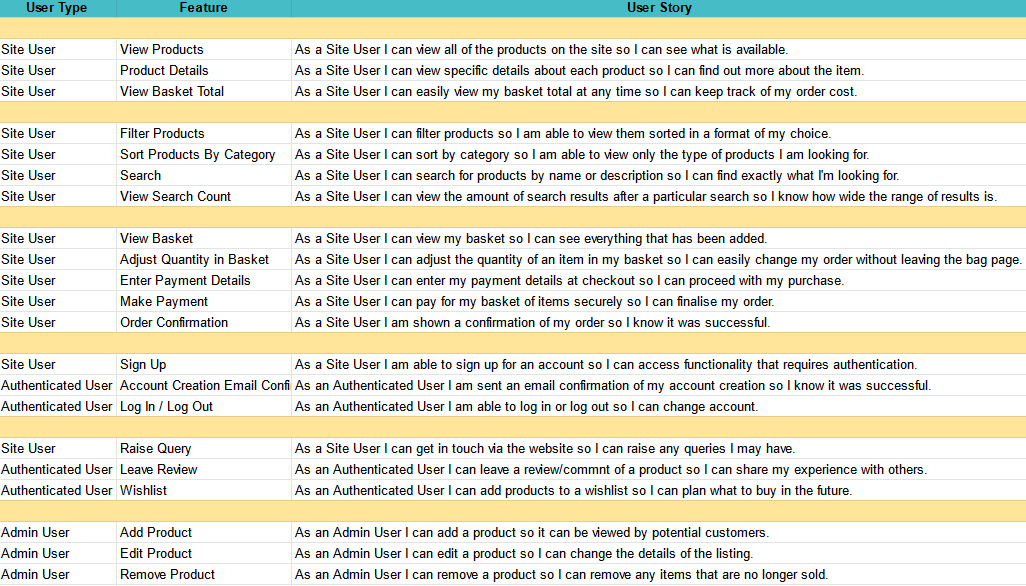 User Type Feature User Story
Site User View Products As a Site User I can view all of the products on the site so I can see what is available.
Site User Product Details As a Site User I can view specific details about each product so I can find out more about the item.
Site User View Basket Total As a Site User I can easily view my basket total at any time so I can keep track of my order cost.
Site User Filter Products As a Site User I can filter products so I am able to view them sorted in a format of my choice.
Site User Sort Products By Category As a Site User I can sort by category so I am able to view only the type of products I am looking for.
Site User Search As a Site User I can search for products by name or description so I can find exactly what I'm looking for.
Site User View Search Count As a Site User I can view the amount of search results after a particular search so I know how wide the range of results is.
Site User View Basket As a Site User I can view my basket so I can see everything that has been added.
Site User Adjust Quantity in Basket As a Site User I can adjust the quantity of an item in my basket so I can easily change my order without leaving the bag page.
Site User Enter Payment Details As a Site User I can enter my payment details at checkout so I can proceed with my purchase.
Site User Make Payment As a Site User I can pay for my basket of items securely so I can finalise my order.
Site User Order Confirmation As a Site User I am shown a confirmation of my order so I know it was successful.
Site User Sign Up As a Site User I am able to sign up for an account so I can access functionality that requires authentication.
Authenticated User Account Creation Email Confi As an Authenticated User I am sent an email confirmation of my account creation so I know it was successful.
Authenticated User Log In / Log Out As an Authenticated User I am able to log in or log out so I can change account.
Site User Raise Query As a Site User I can get in touch via the website so I can raise any queries I may have.
Authenticated User Leave Review As an Authenticated User I can leave a review/commnt of a product so I can share my experience with others.
Authenticated User Wishlist As an Authenticated User I can add products to a wishlist so I can plan what to buy in the future.
Admin User Add Product As an Admin User I can add a product so it can be viewed by potential customers.
Admin User Edit Product As an Admin User I can edit a product so I can change the details of the listing.
Admin User Remove Product As an Admin User I can remove a product so I can remove any items that are no longer sold.